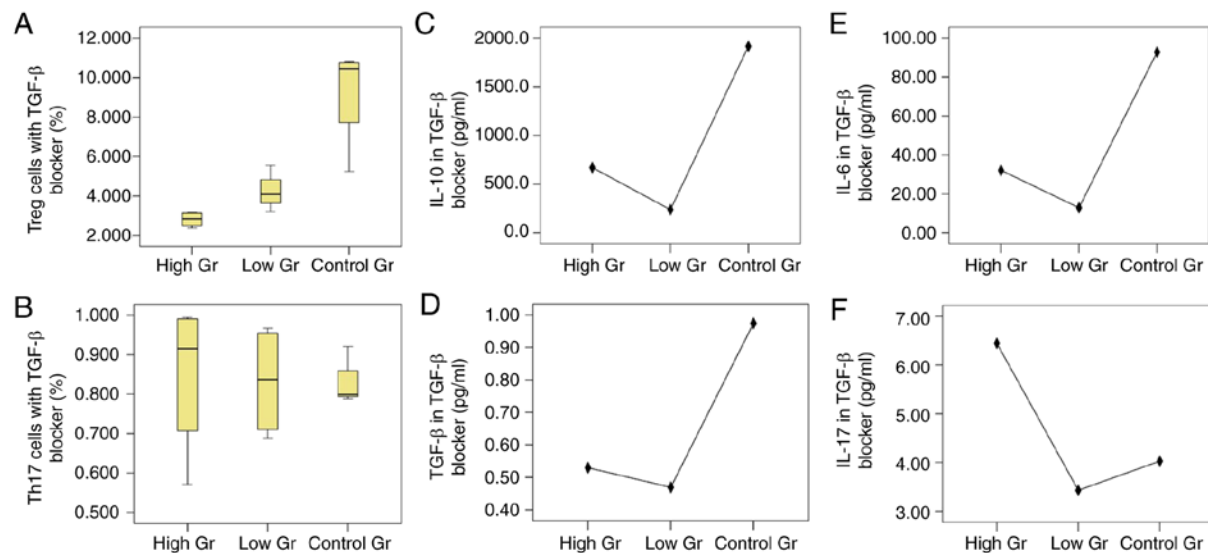 A
Treg cells with TGF-β
blocker (%)
12.000
10.000
8.000
6.000
4.000
2.000
High Gr Low Gr Control Gr
C
IL-10 in TGF-β
blocker (pg/ml)
2000.0
1500.0
1000.0
500.0
0.0
High Gr Low Gr Control Gr
E
IL-6 in TGF-β
blocker (pg/ml)
100.00
80.00
60.00
40.00
20.00
00.00
High Gr Low Gr Control Gr
B
Th17 cells with TGF-β
blocker (%)
1.000
0.900
0.800
0.700
0.600
0.500
High Gr Low Gr Control Gr
D
TGF-β in TGF-β
blocker (pg/ml)
1.00
0.90
0.80
0.70
0.60
0.50
0.40
High Gr Low Gr Control Gr
F
IL-17 in TGF-β
blocker (pg/ml)
7.00
6.00
5.00
4.00
3.00
High Gr Low Gr Control Gr